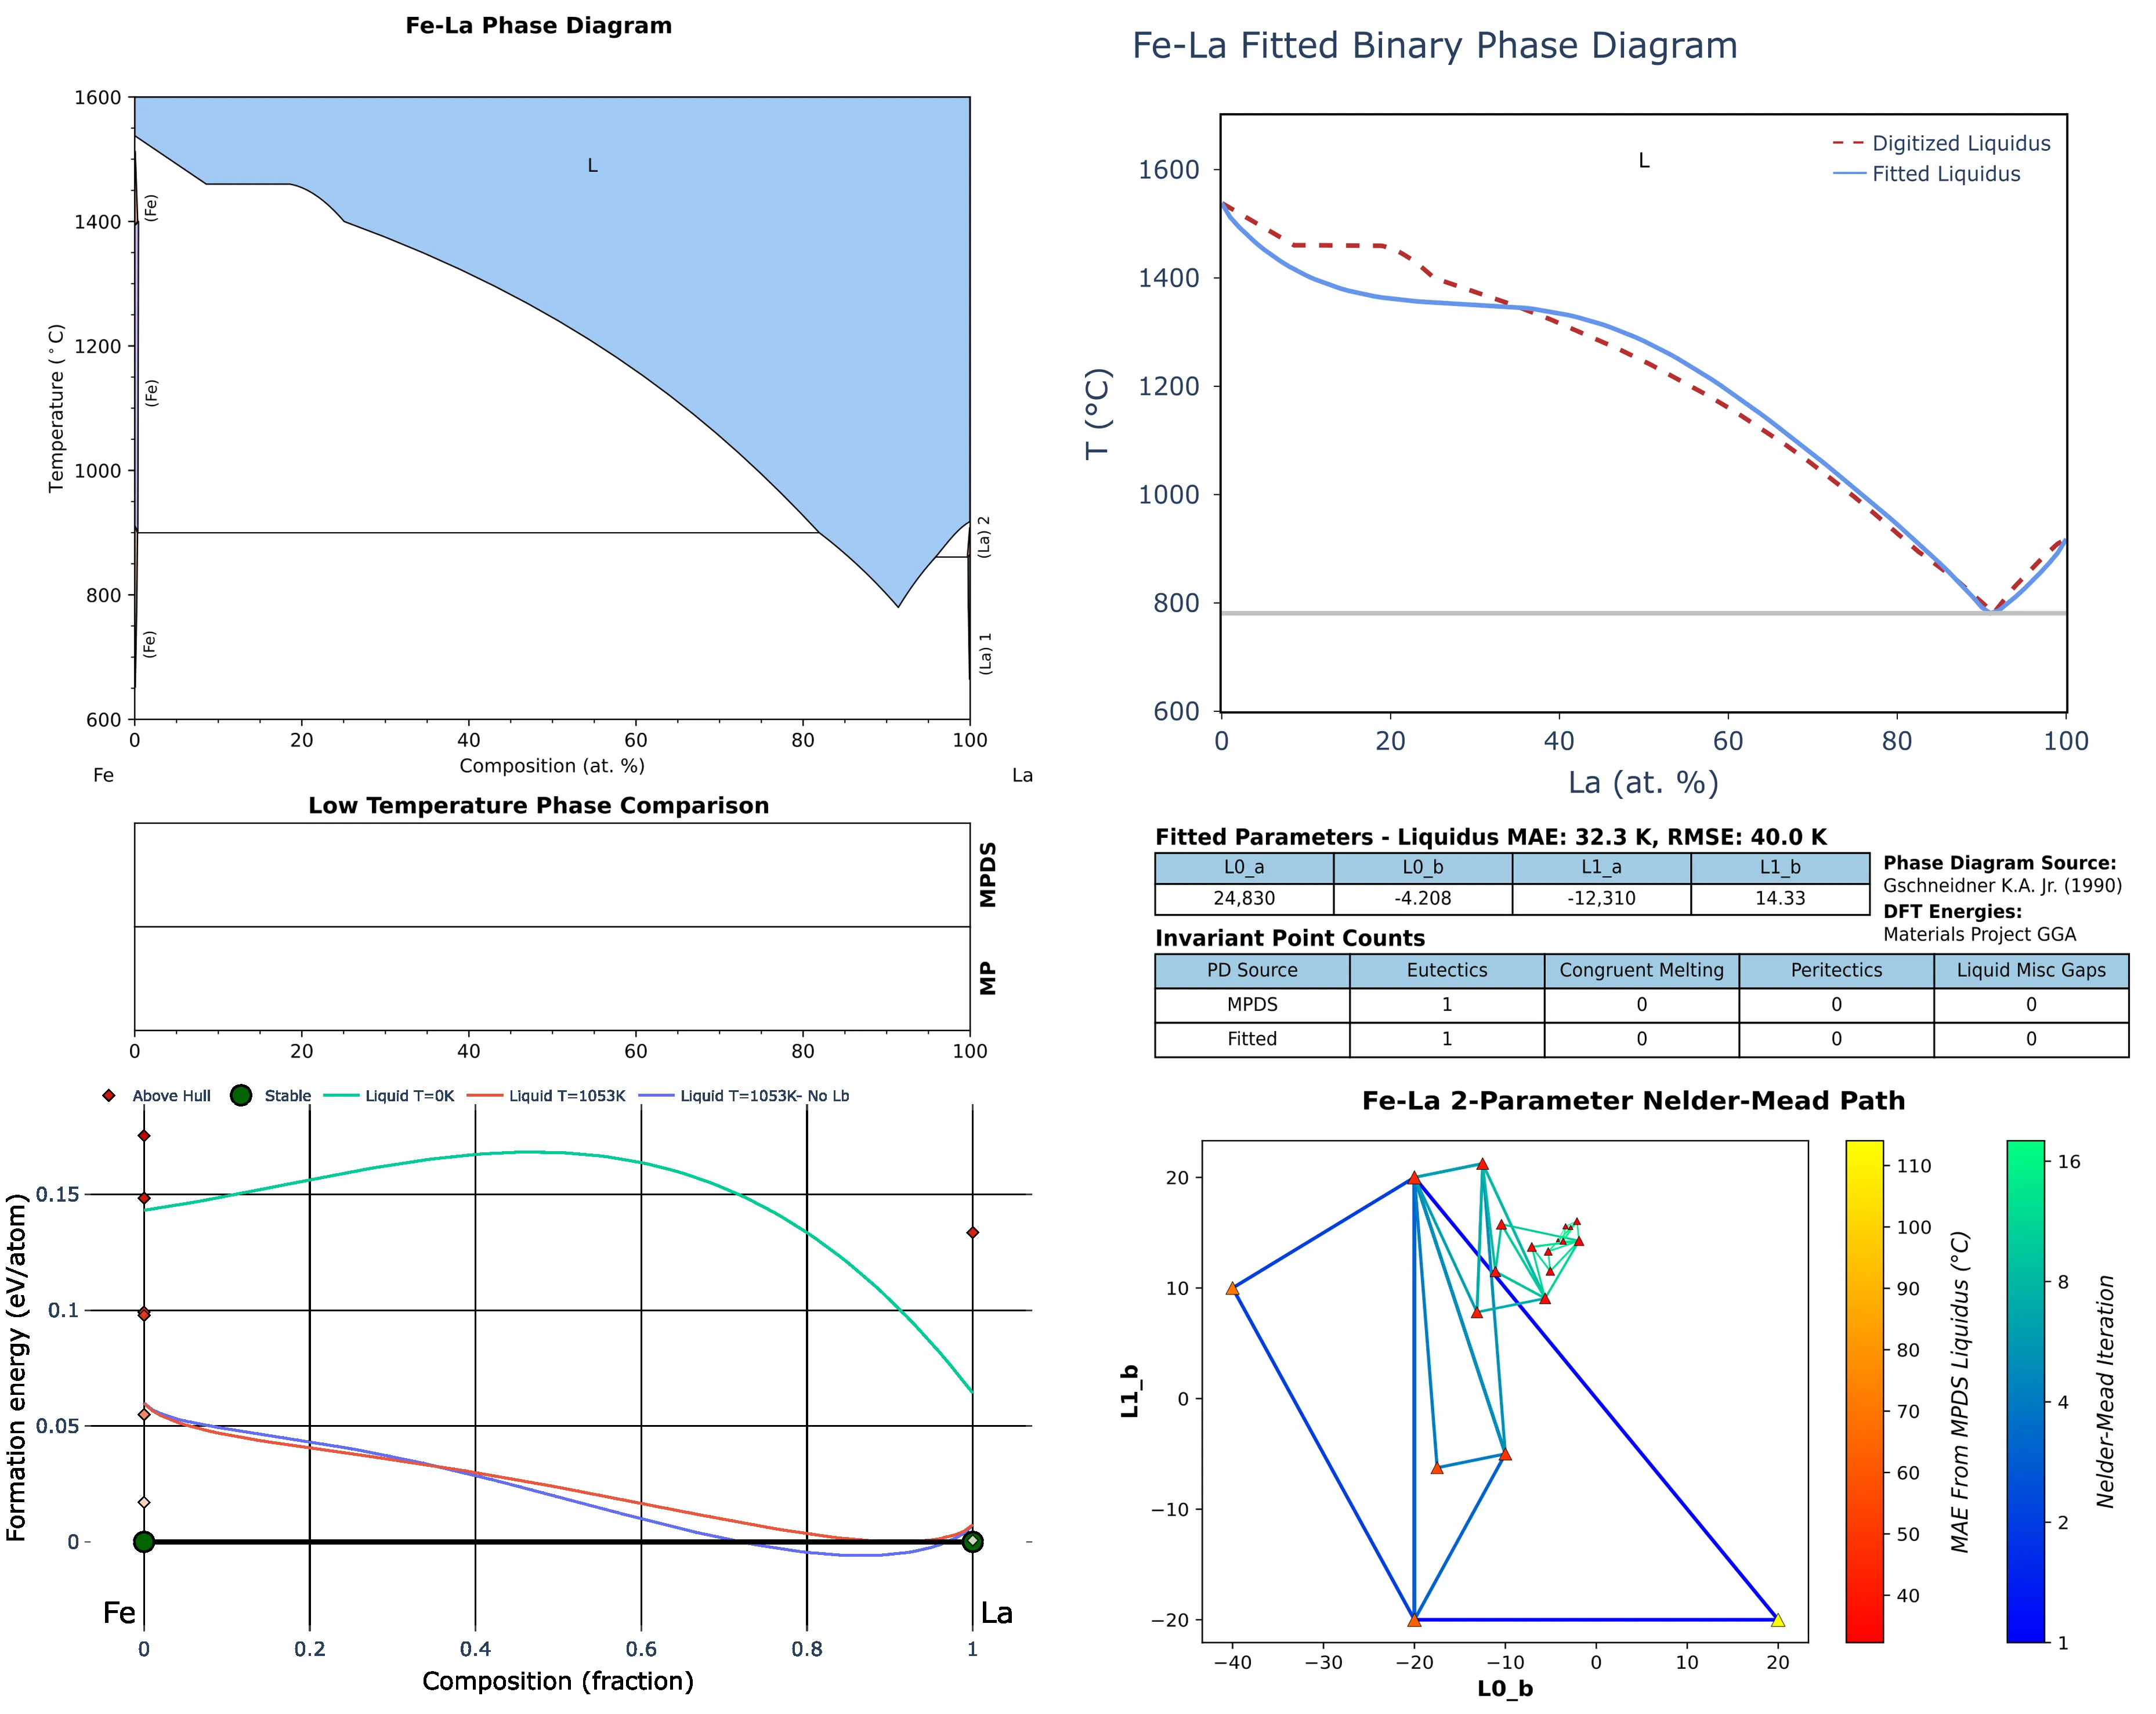 Fe-La Phase Diagram
1600
1400
1200
1000
800
600
Temperature (°C)
L
(Fe)
(Fe)
(Fe)
(La) 2
(La) 1
0
20
40
60
80
100
Composition (at. %)
Fe
La
Fe-La Fitted Binary Phase Diagram
L
Digitized Liquidus
Fitted Liquidus
1600
1400
1200
1000
800
600
T (°C)
0
20
40
60
80
100
La (at. %)
Low Temperature Phase Comparison
MPDS
MP
0
20
40
60
80
100
Fitted Parameters - Liquidus MAE: 32.3 K, RMSE: 40.0 K
L0_a L0_b L1_a L1_b
24,830 -4.208 -12,310 14.33
Phase Diagram Source:
Gschneidner K.A. Jr. (1990)
DFT Energies:
Materials Project GGA
Invariant Point Counts
PD Source Eutectics Congruent Melting Peritectics Liquid Misc Gaps
MPDS 1 0 0 0
Fitted 1 0 0 0
Above Hull Stable Liquid T=0K Liquid T=1053K Liquid T=1053K- No Lb
0.15
0.1
0.05
0
Formation energy (eV/atom)
Fe
La
0
0.2
0.4
0.6
0.8
1
Composition (fraction)
Fe-La 2-Parameter Nelder-Mead Path
20
10
0
−10
−20
L1_b
−40
−30
−20
−10
0
10
20
L0_b
110
100
90
80
70
60
50
40
MAE From MPDS Liquidus (°C)
16
8
4
2
1
Nelder-Mead Iteration